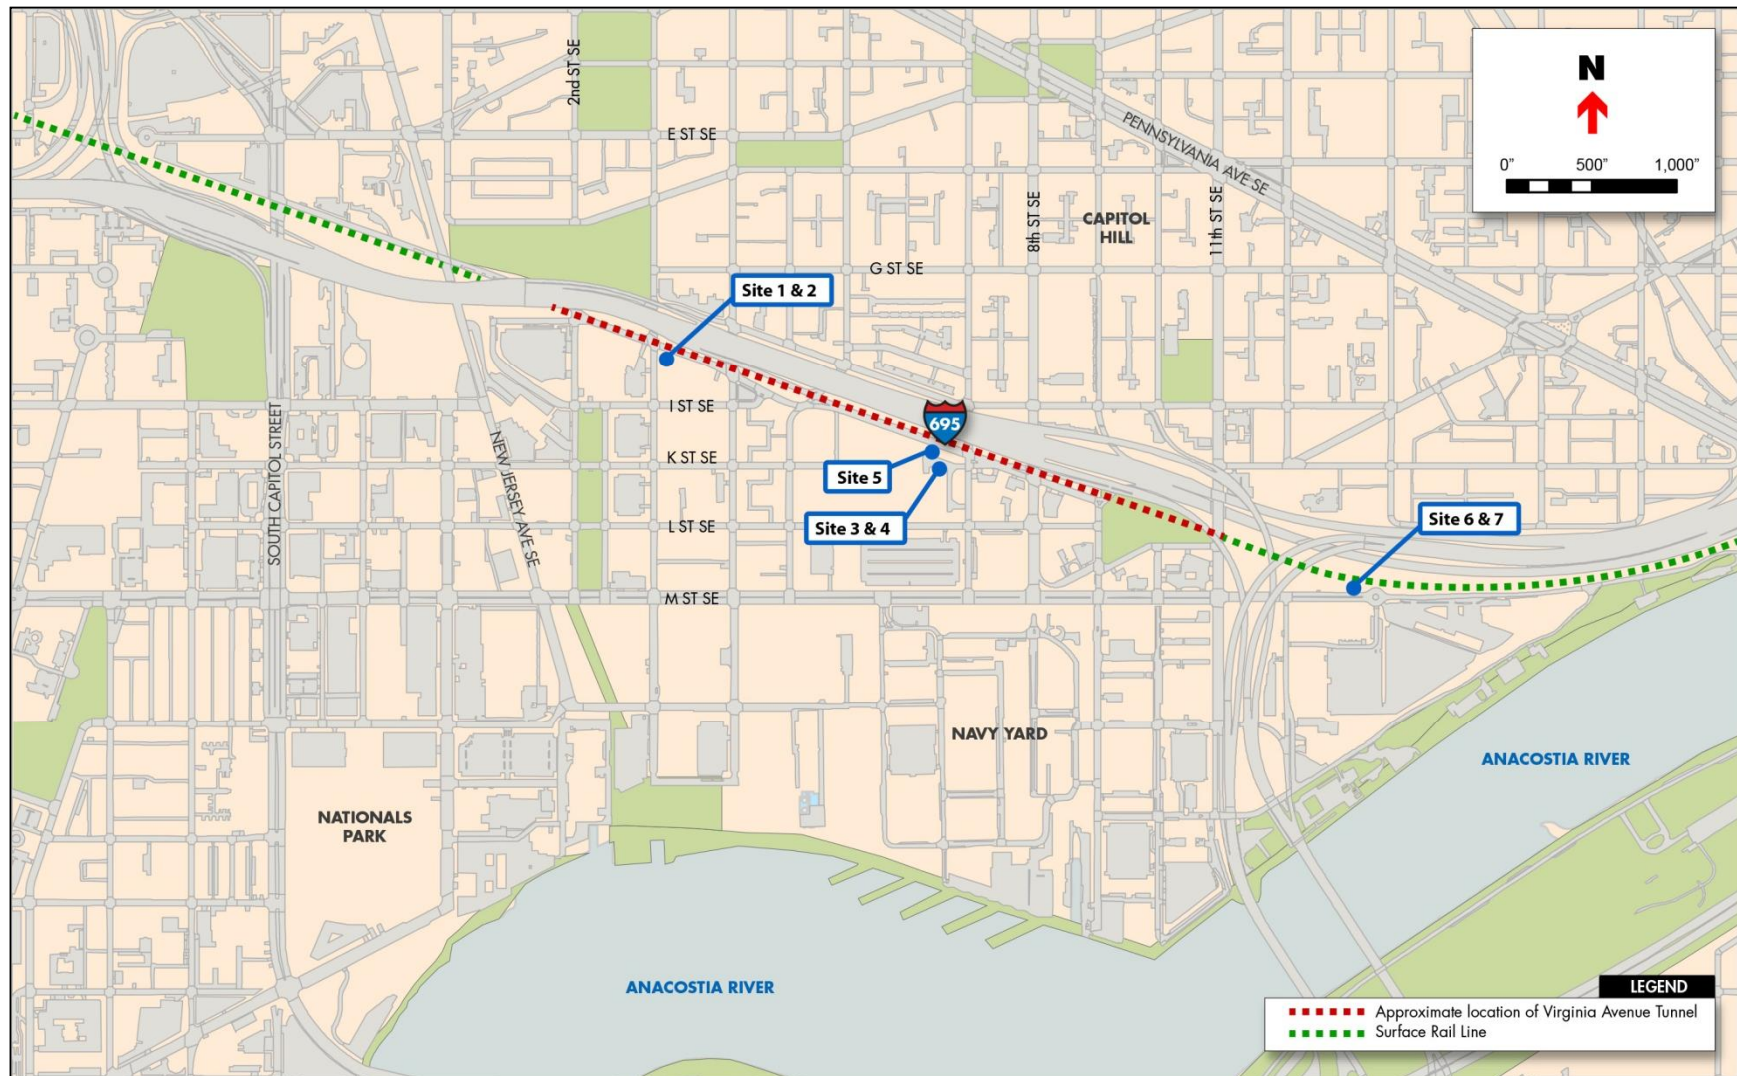 2nd ST SE
E ST SE
PENNSYLVANIA AVE SE
N
0” 500” 1,000”
8th ST SE
CAPITOL
HILL
11th ST SE
G ST SE
Site 1 & 2
I ST SE
695
SOUTH CAPITOL STREET
NEW JERSEY AVE SE
K ST SE
Site 5
Site 3 & 4
L ST SE
Site 6 & 7
M ST SE
NAVY YARD
ANACOSTIA RIVER
NATIONALS
PARK
ANACOSTIA RIVER
LEGEND
Approximate location of Virginia Avenue Tunnel
Surface Rail Line